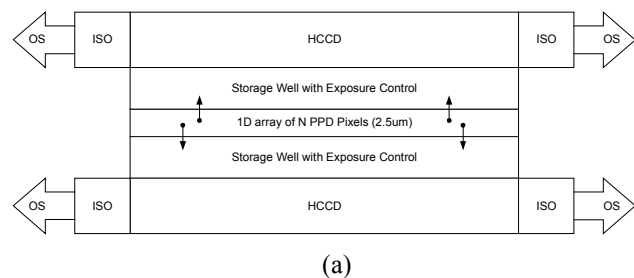 OS ISO HCCD ISO OS
Storage Well with Exposure Control
1D array of N PPD Pixels (2.5um)
Storage Well with Exposure Control
OS ISO HCCD ISO OS
(a)